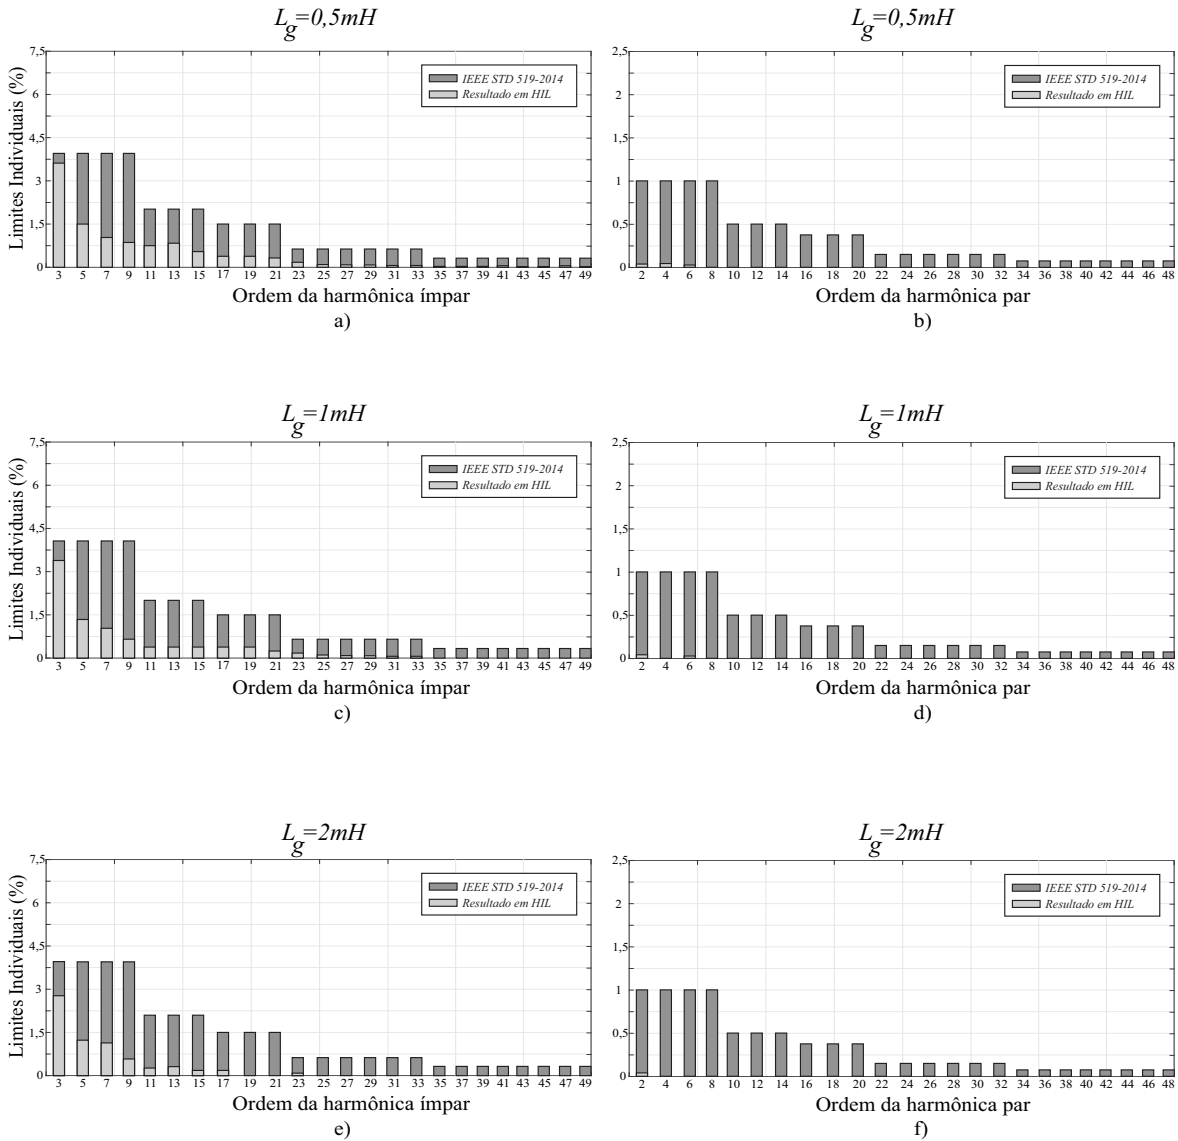 L_g=0,5mH
7,5
6
4,5
3
1,5
0
Limites Individuais (%)
IEEE STD 519-2014
Resultado em HIL
3 5 7 9 11 13 15 17 19 21 23 25 27 29 31 33 35 37 39 41 43 45 47 49
Ordem da harmônica ímpar
a)
L_g=0,5mH
2,5
2
1,5
1
0,5
0
IEEE STD 519-2014
Resultado em HIL
2 4 6 8 10 12 14 16 18 20 22 24 26 28 30 32 34 36 38 40 42 44 46 48
Ordem da harmônica par
b)
L_g=1mH
7,5
6
4,5
3
1,5
0
Limites Individuais (%)
IEEE STD 519-2014
Resultado em HIL
3 5 7 9 11 13 15 17 19 21 23 25 27 29 31 33 35 37 39 41 43 45 47 49
Ordem da harmônica ímpar
c)
L_g=1mH
2,5
2
1,5
1
0,5
0
IEEE STD 519-2014
Resultado em HIL
2 4 6 8 10 12 14 16 18 20 22 24 26 28 30 32 34 36 38 40 42 44 46 48
Ordem da harmônica par
d)
L_g=2mH
7,5
6
4,5
3
1,5
0
Limites Individuais (%)
IEEE STD 519-2014
Resultado em HIL
3 5 7 9 11 13 15 17 19 21 23 25 27 29 31 33 35 37 39 41 43 45 47 49
Ordem da harmônica ímpar
e)
L_g=2mH
2,5
2
1,5
1
0,5
0
IEEE STD 519-2014
Resultado em HIL
2 4 6 8 10 12 14 16 18 20 22 24 26 28 30 32 34 36 38 40 42 44 46 48
Ordem da harmônica par
f)